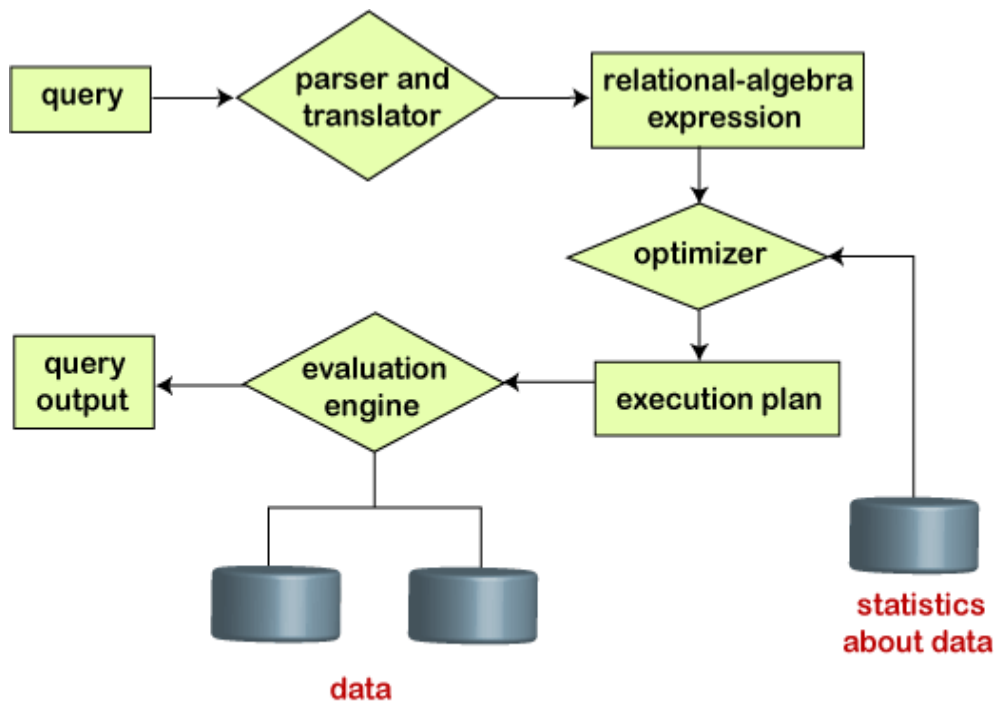 query
parser and
translator
relational-algebra
expression
optimizer
query
output
evaluation
engine
execution plan
statistics
about data
data